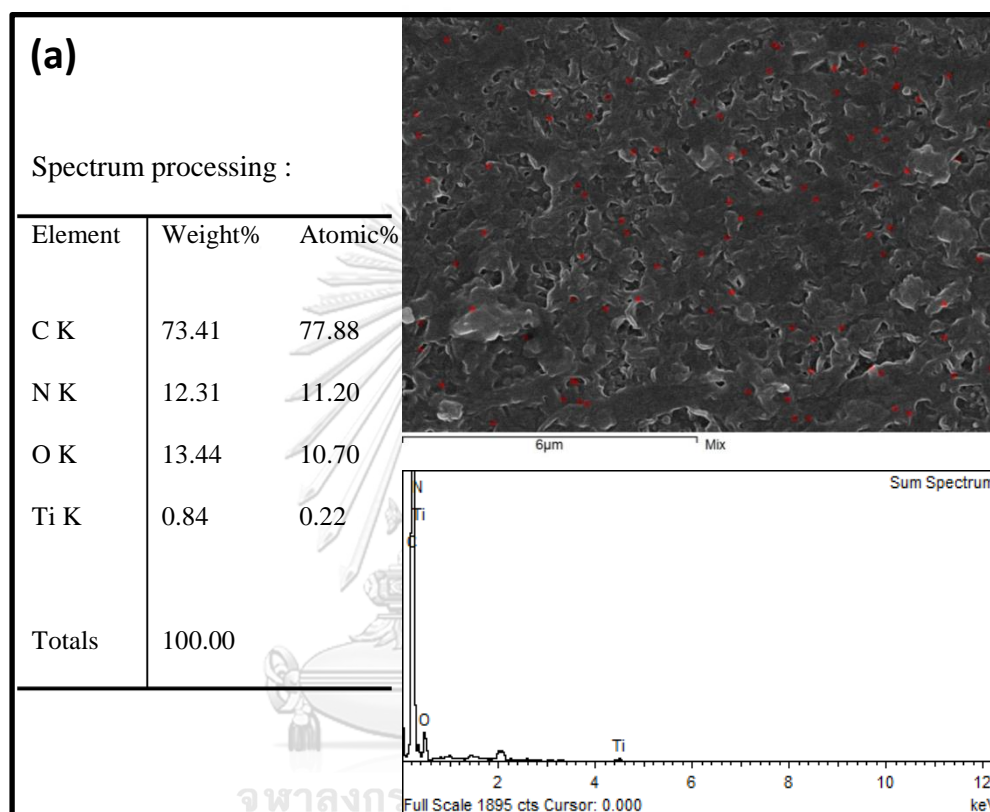 (a)
Spectrum processing :
Element Weight% Atomic%
C K 73.41 77.88
N K 12.31 11.20
O K 13.44 10.70
Ti K 0.84 0.22
Totals 100.00
6µm Mix
Sum Spectrum
N
Ti
C
O
Ti
2 4 6 8 10 12
Full Scale 1895 cts Cursor: 0.000 keV